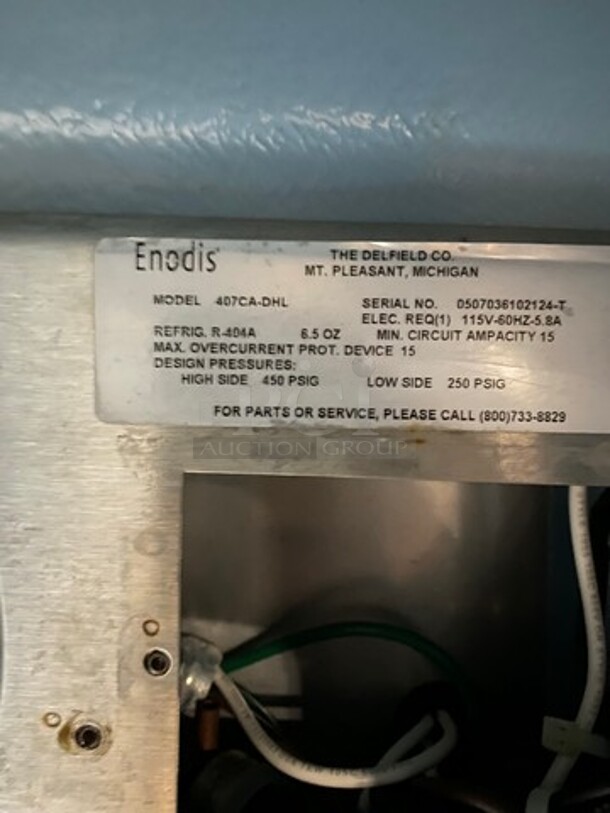 Enodis
THE DELFIELD CO.
MT. PLEASANT, MICHIGAN
MODEL 407CA-DHL SERIAL NO. 0507036102124-T
ELEC. REQ(1) 115V-60HZ-5.8A
REFRIG. R-404A 6.5 OZ MIN. CIRCUIT AMPACITY 15
MAX. OVERCURRENT PROT. DEVICE 15
DESIGN PRESSURES:
HIGH SIDE 450 PSIG LOW SIDE 250 PSIG
FOR PARTS OR SERVICE, PLEASE CALL (800)733-8829
AUCTION GROUP